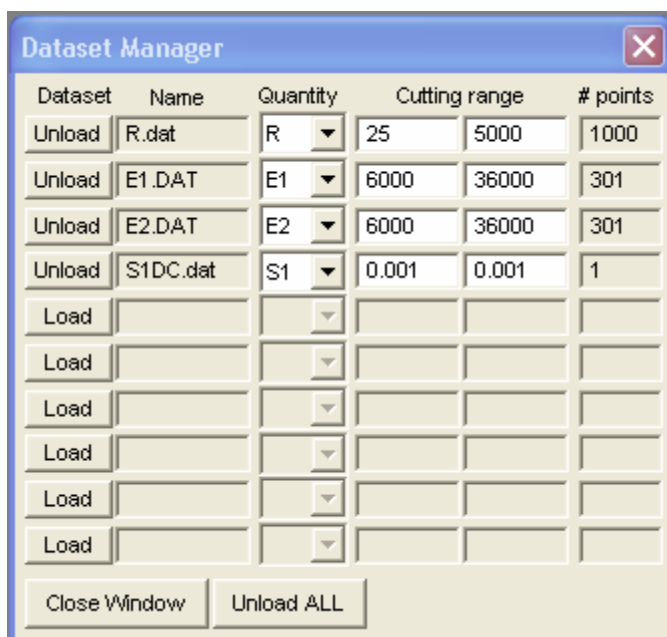 Dataset Manager
Dataset Name Quantity Cutting range # points
Unload R.dat R 25 5000 1000
Unload E1.DAT E1 6000 36000 301
Unload E2.DAT E2 6000 36000 301
Unload S1DC.dat S1 0.001 0.001 1
Load
Load
Load
Load
Load
Load
Close Window Unload ALL